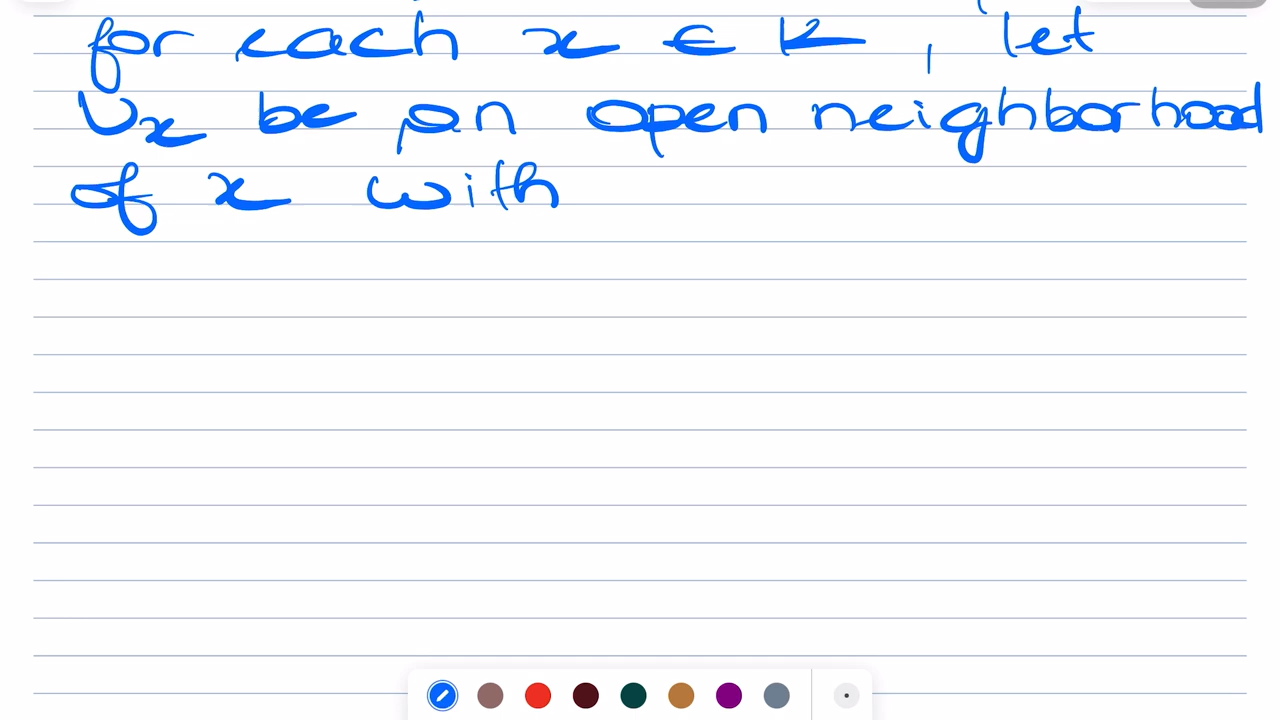 for each x ∈ K, let
Ux be an open neighborhood
of x with